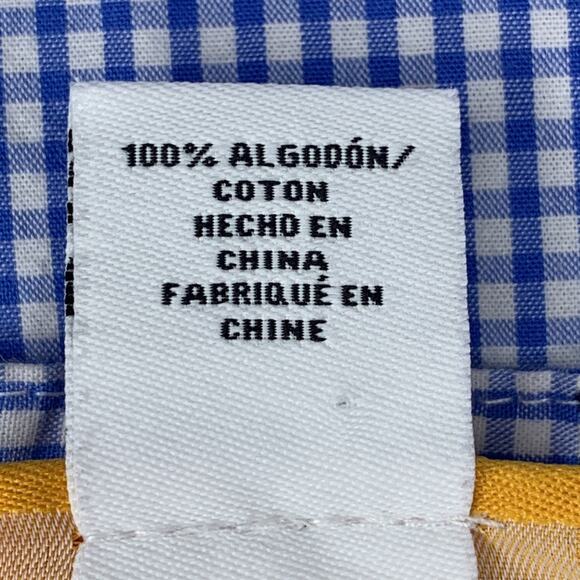 100% ALGODÓN/
COTON
HECHO EN
CHINA
FABRIQUÉ EN
CHINE